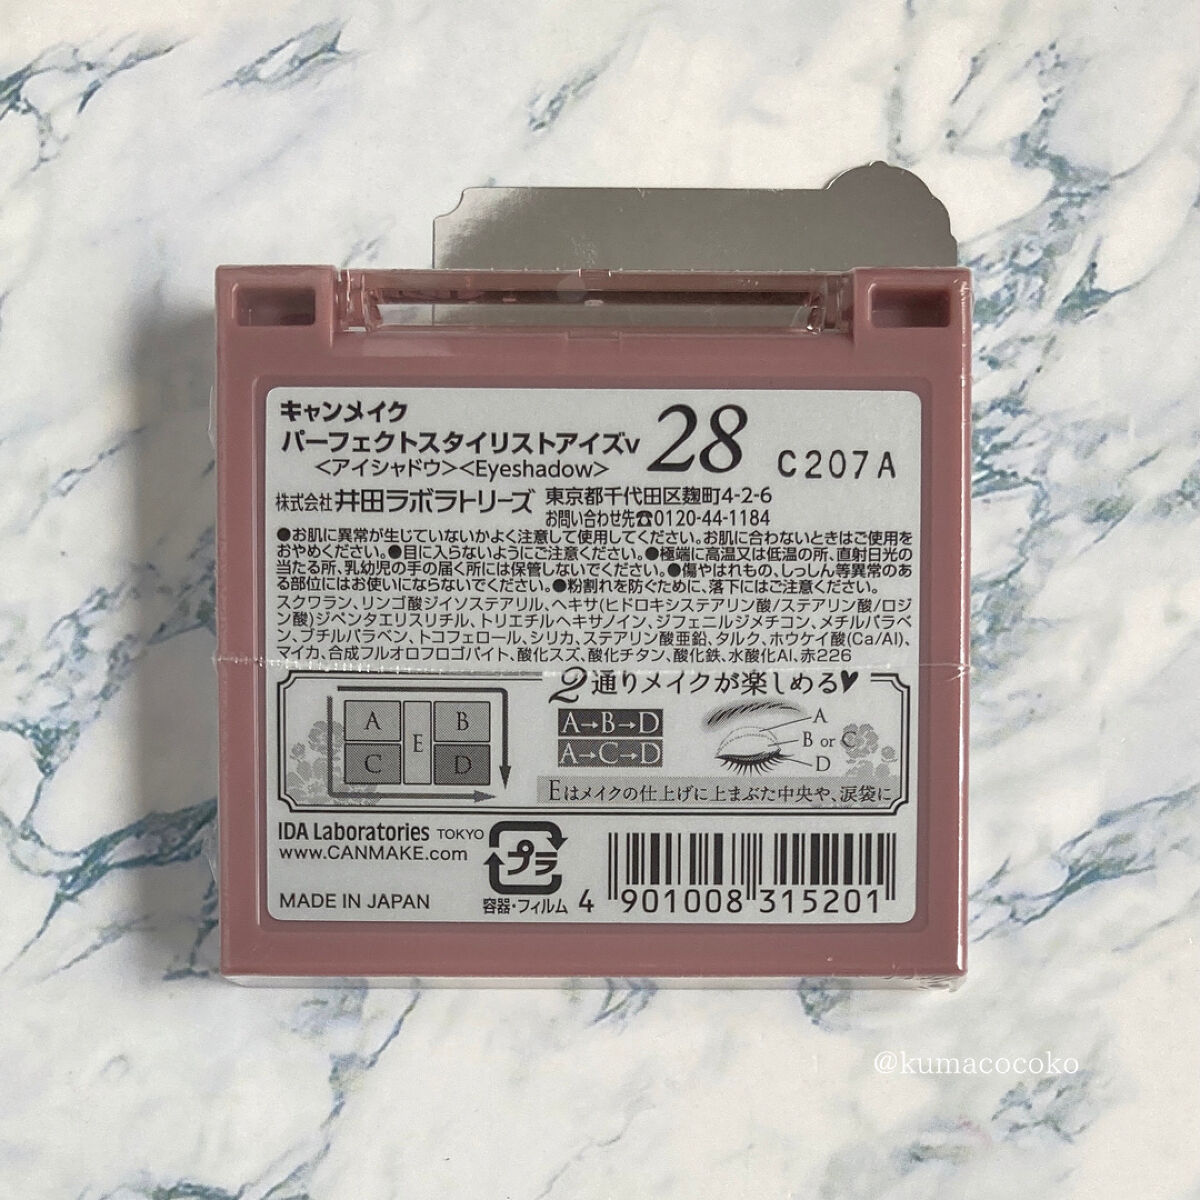 キャンメイク
パーフェクトスタイリストアイズv
<アイシャドウ><Eyeshadow>
28
C207A
株式会社 井田ラボラトリーズ
東京都千代田区麹町4-2-6
お問い合わせ先☎0120-44-1184
●お肌に異常が生じていないかよく注意して使用してください。お肌に合わないときはご使用を
おやめください。●目に入らないようにご注意ください。●極端に高温又は低温の所、直射日光の
当たる所、乳幼児の手の届く所には保管しないでください。●傷やはれもの、しっしん等異常のあ
る部位にはお使いにならないでください。●粉割れを防ぐために、落下にはご注意ください。
スクワラン、リンゴ酸ジイソステアリル、ヘキサ(ヒドロキシステアリン酸/ステアリン酸/ロジ
ン酸)ジペンタエリスリチル、トリエチルヘキサノイン、ジフェニルジメチコン、メチルパラベ
ン、ブチルパラベン、トコフェロール、シリカ、ステアリン酸亜鉛、タルク、ホウケイ酸(Ca/Al)、
マイカ、合成フルオロフロゴパイト、酸化スズ、酸化チタン、酸化鉄、水酸化Al、赤226
2通りメイクが楽しめる♥
A
B
C
D
E
A→B→D
A→C→D
A
B or C
D
Eはメイクの仕上げに上まぶた中央や、涙袋に
IDA Laboratories TOKYO
www.CANMAKE.com
MADE IN JAPAN
プラ
容器・フィルム
4 901008 315201
@kumacocoko